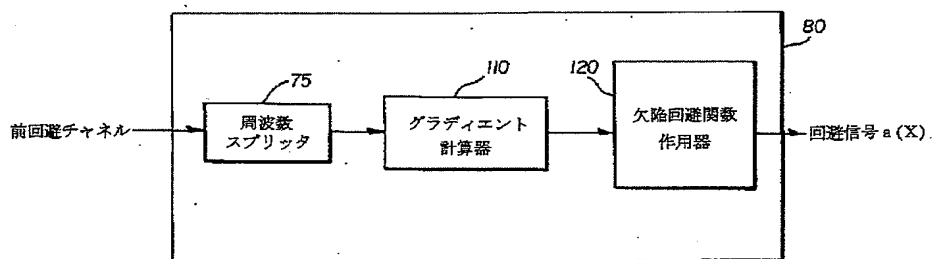 80
75
110
120
前回避チャネル
周波数
スプリッタ
グラディエント
計算器
欠陥回避関数
作用器
回避信号a(X)